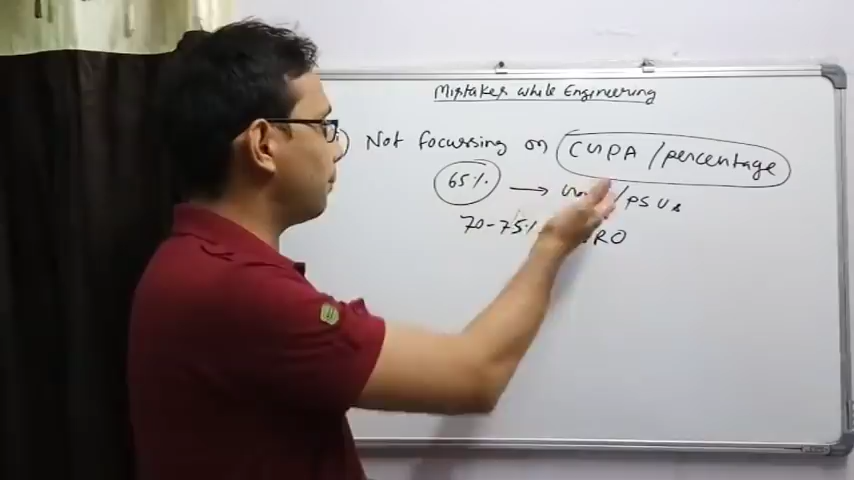 Mistakes while Engineering
Not focussing on CGPA / percentage
65% → / PSUs
70-75% RO